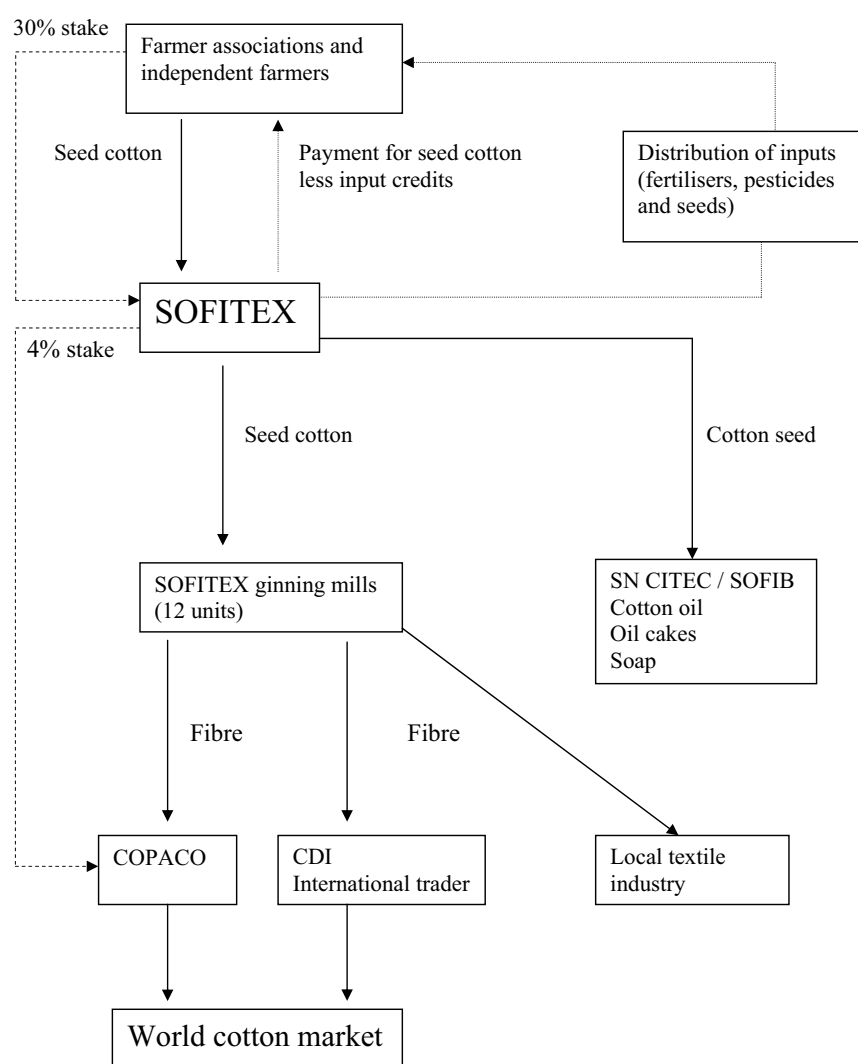 30% stake
Farmer associations and
independent farmers
Seed cotton
Payment for seed cotton
less input credits
Distribution of inputs
(fertilisers, pesticides
and seeds)
SOFITEX
4% stake
Seed cotton
Cotton seed
SOFITEX ginning mills
(12 units)
SN CITEC / SOFIB
Cotton oil
Oil cakes
Soap
Fibre
Fibre
COPACO
CDI
International trader
Local textile
industry
World cotton market